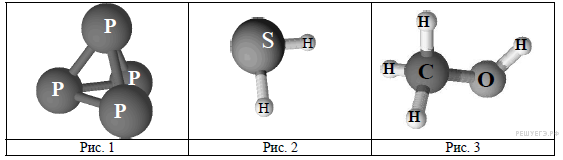 P P P P
S H H
H H H H C O
РЕШУЕГЭ.РФ
Рис. 1
Рис. 2
Рис. 3